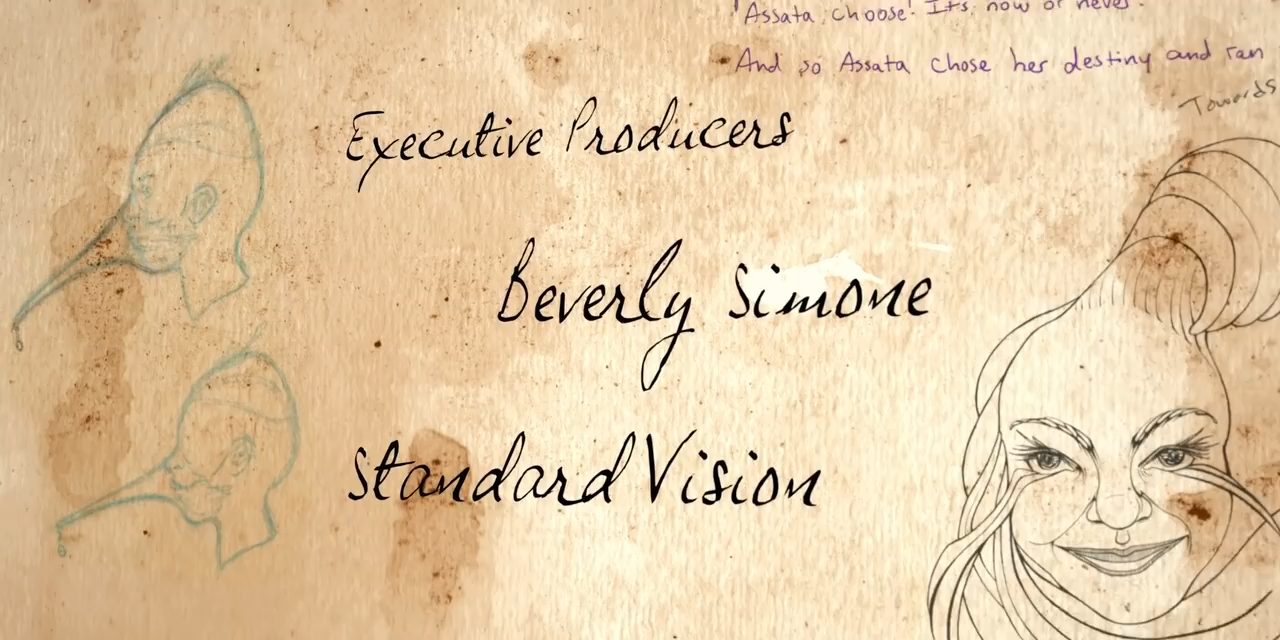 "Assata, choose! Its, now or never."
And so Assata chose her destiny and ran
Towards
Executive Producers
Beverly Simone
Standard Vision